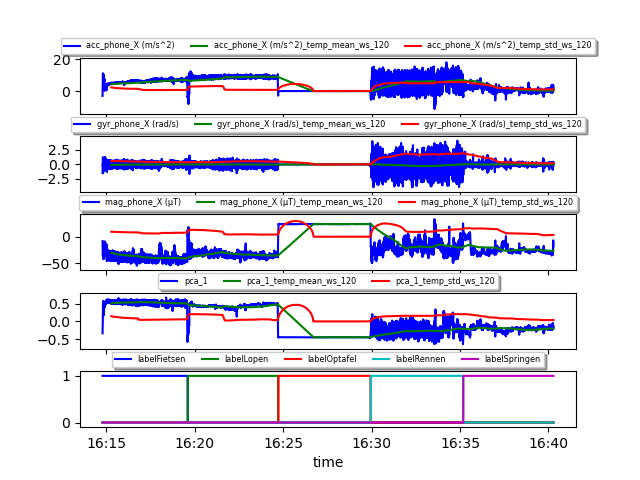 acc_phone_X (m/s^2) acc_phone_X (m/s^2)_temp_mean_ws_120 acc_phone_X (m/s^2)_temp_std_ws_120
20
0
gyr_phone_X (rad/s) gyr_phone_X (rad/s)_temp_mean_ws_120 gyr_phone_X (rad/s)_temp_std_ws_120
2.5
0.0
−2.5
mag_phone_X (µT) mag_phone_X (µT)_temp_mean_ws_120 mag_phone_X (µT)_temp_std_ws_120
0
−50
pca_1 pca_1_temp_mean_ws_120 pca_1_temp_std_ws_120
0.5
0.0
−0.5
labelFietsen labelLopen labelOptafel labelRennen labelSpringen
1
0
16:15 16:20 16:25 16:30 16:35 16:40
time